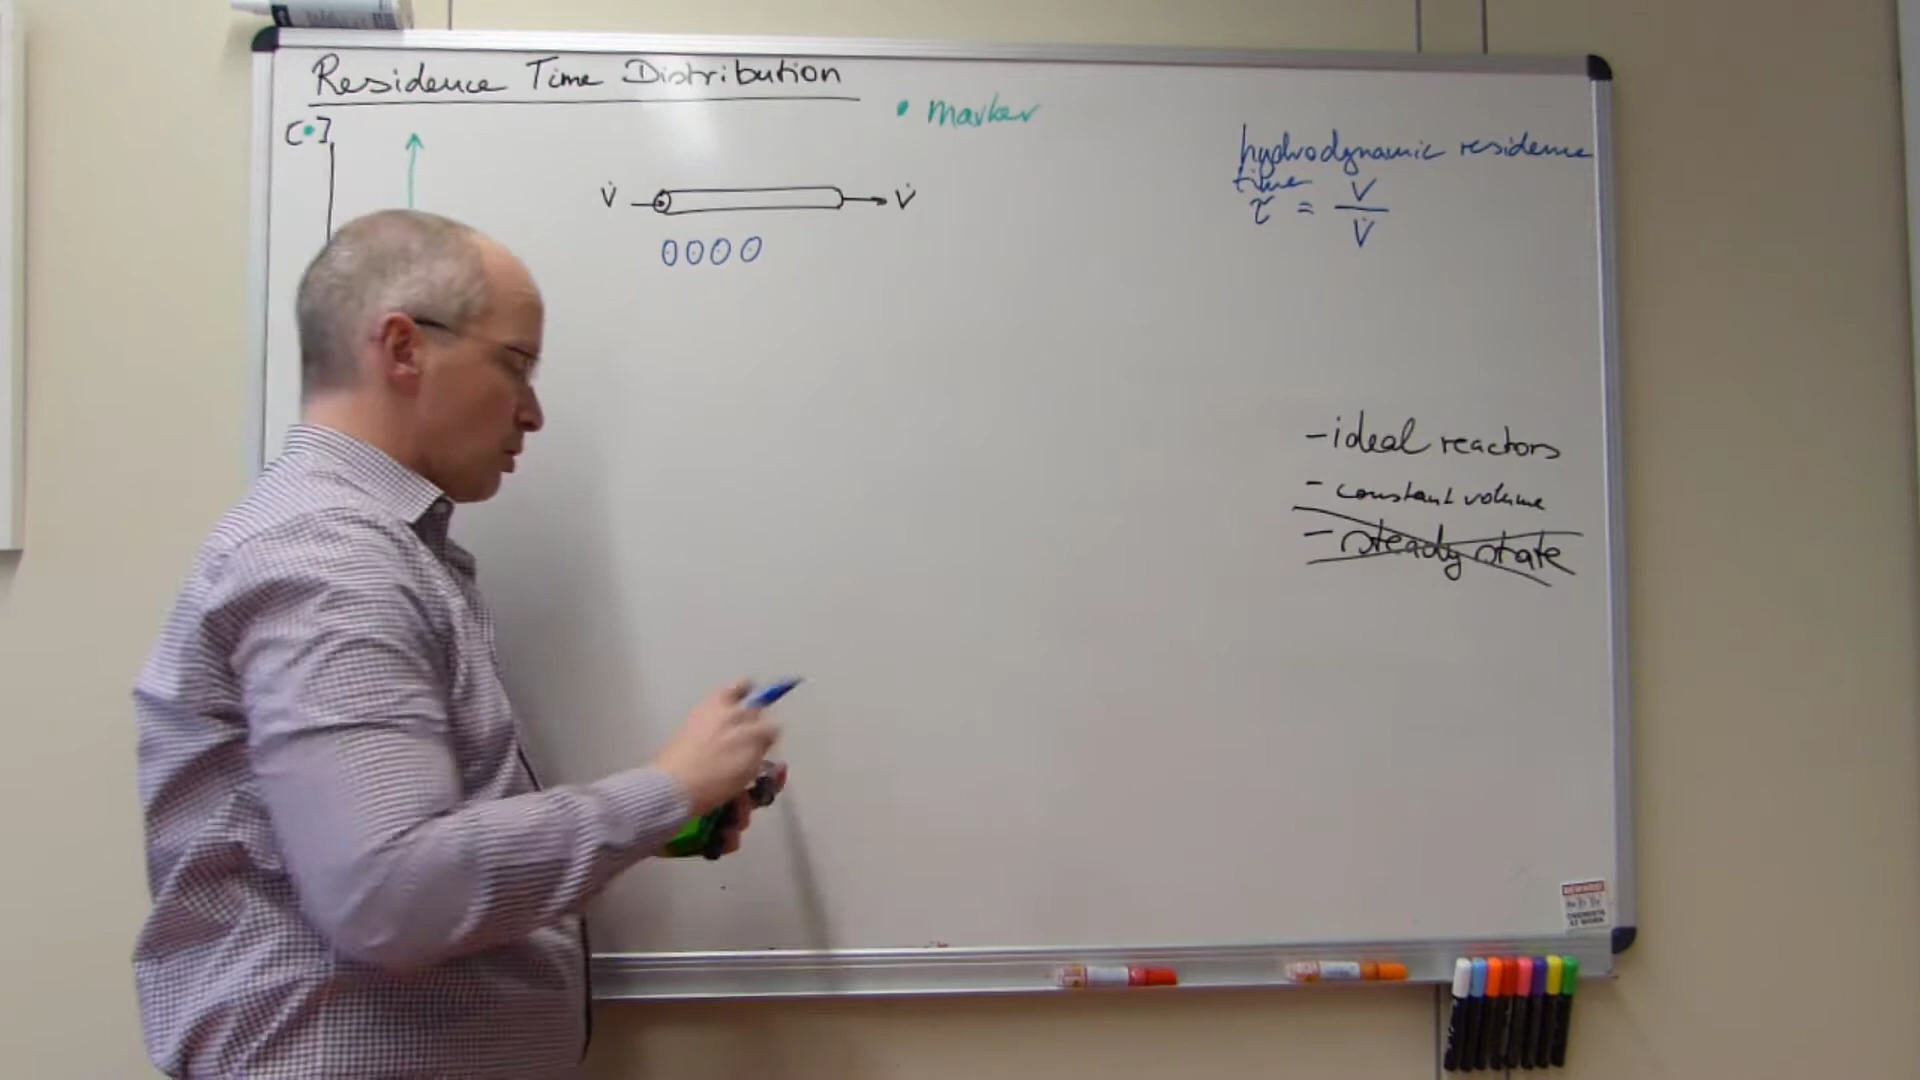 Residence Time Distribution
• marker
[•]
V̇
V̇
0000
hydrodynamic residence
time
τ = V / V̇
- ideal reactors
- constant volume
- steady state